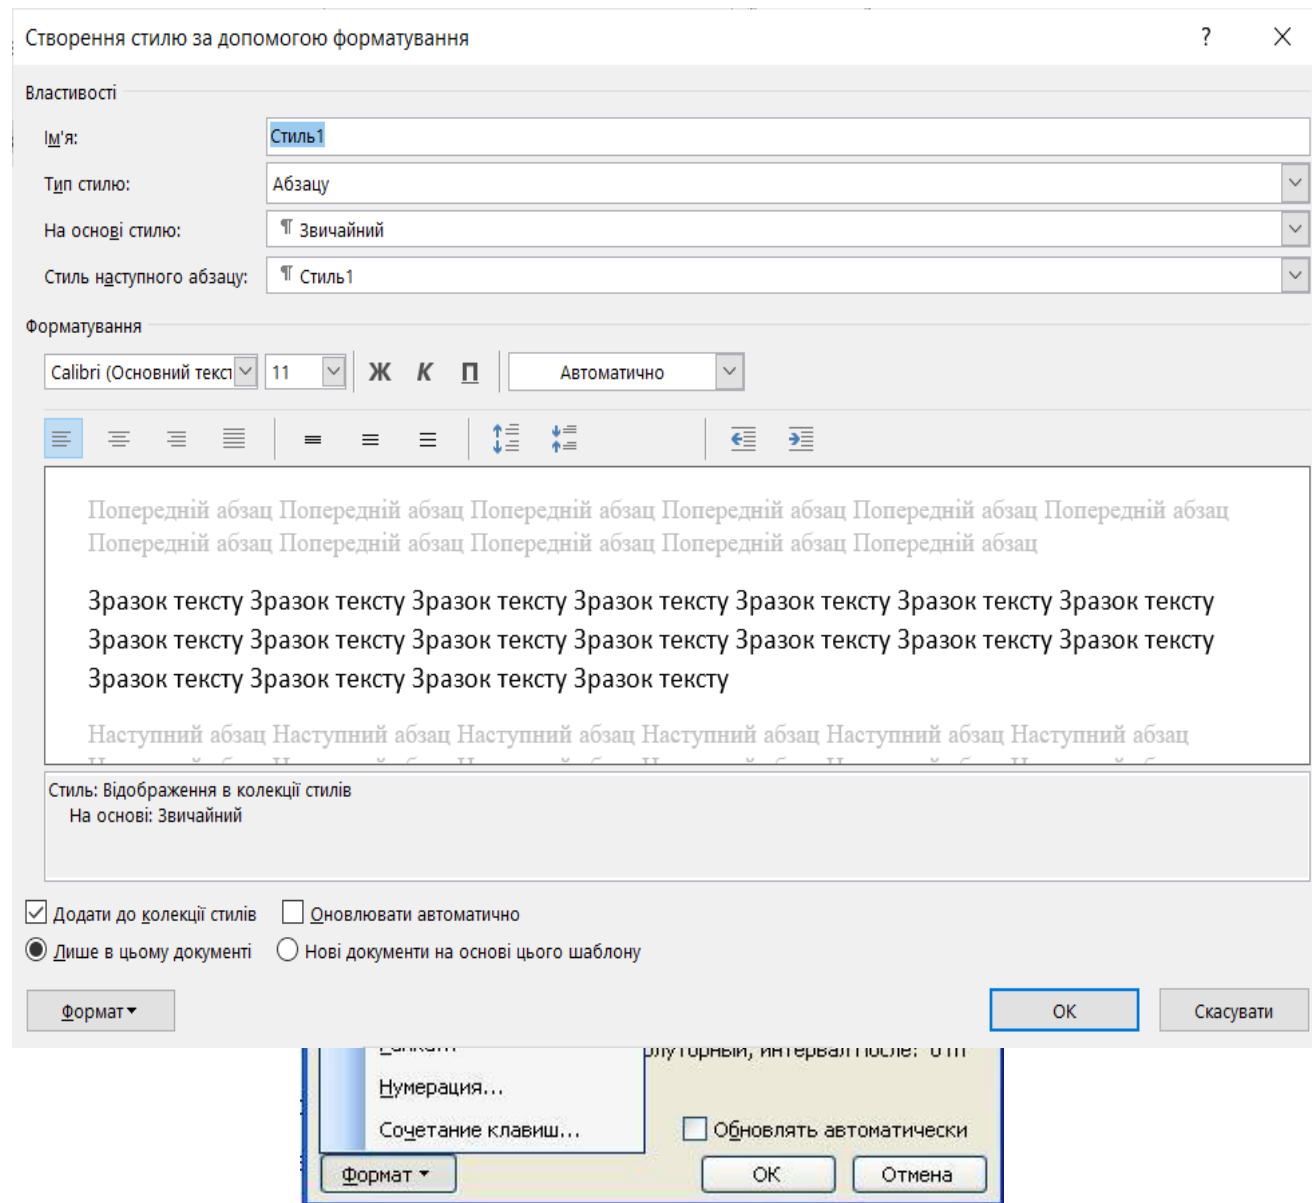 Створення стилю за допомогою форматування ?
Властивості
Ім'я: Стиль1
Тип стилю: Абзацу
На основі стилю: ¶ Звичайний
Стиль наступного абзацу: ¶ Стиль1
Форматування
Calibri (Основний текст 11 Ж К П Автоматично
Попередній абзац Попередній абзац Попередній абзац Попередній абзац Попередній абзац Попередній абзац
Попередній абзац Попередній абзац Попередній абзац Попередній абзац Попередній абзац
Зразок тексту Зразок тексту Зразок тексту Зразок тексту Зразок тексту Зразок тексту Зразок тексту
Зразок тексту Зразок тексту Зразок тексту Зразок тексту Зразок тексту Зразок тексту Зразок тексту
Зразок тексту Зразок тексту Зразок тексту Зразок тексту
Наступний абзац Наступний абзац Наступний абзац Наступний абзац Наступний абзац Наступний абзац
Стиль: Відображення в колекції стилів
На основі: Звичайний
Додати до колекції стилів Оновлювати автоматично
Лише в цьому документі Нові документи на основі цього шаблону
Формат ОК Скасувати
интервал после: 0 пт
Нумерация...
Сочетание клавиш... Обновлять автоматически
Формат ОК Отмена